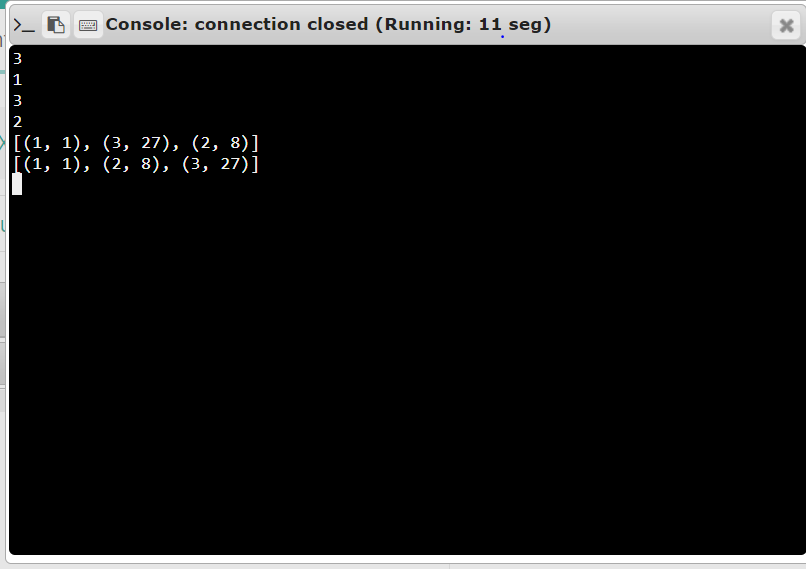 >_ Console: connection closed (Running: 11 seg)
3
1
3
2
[(1, 1), (3, 27), (2, 8)]
[(1, 1), (2, 8), (3, 27)]